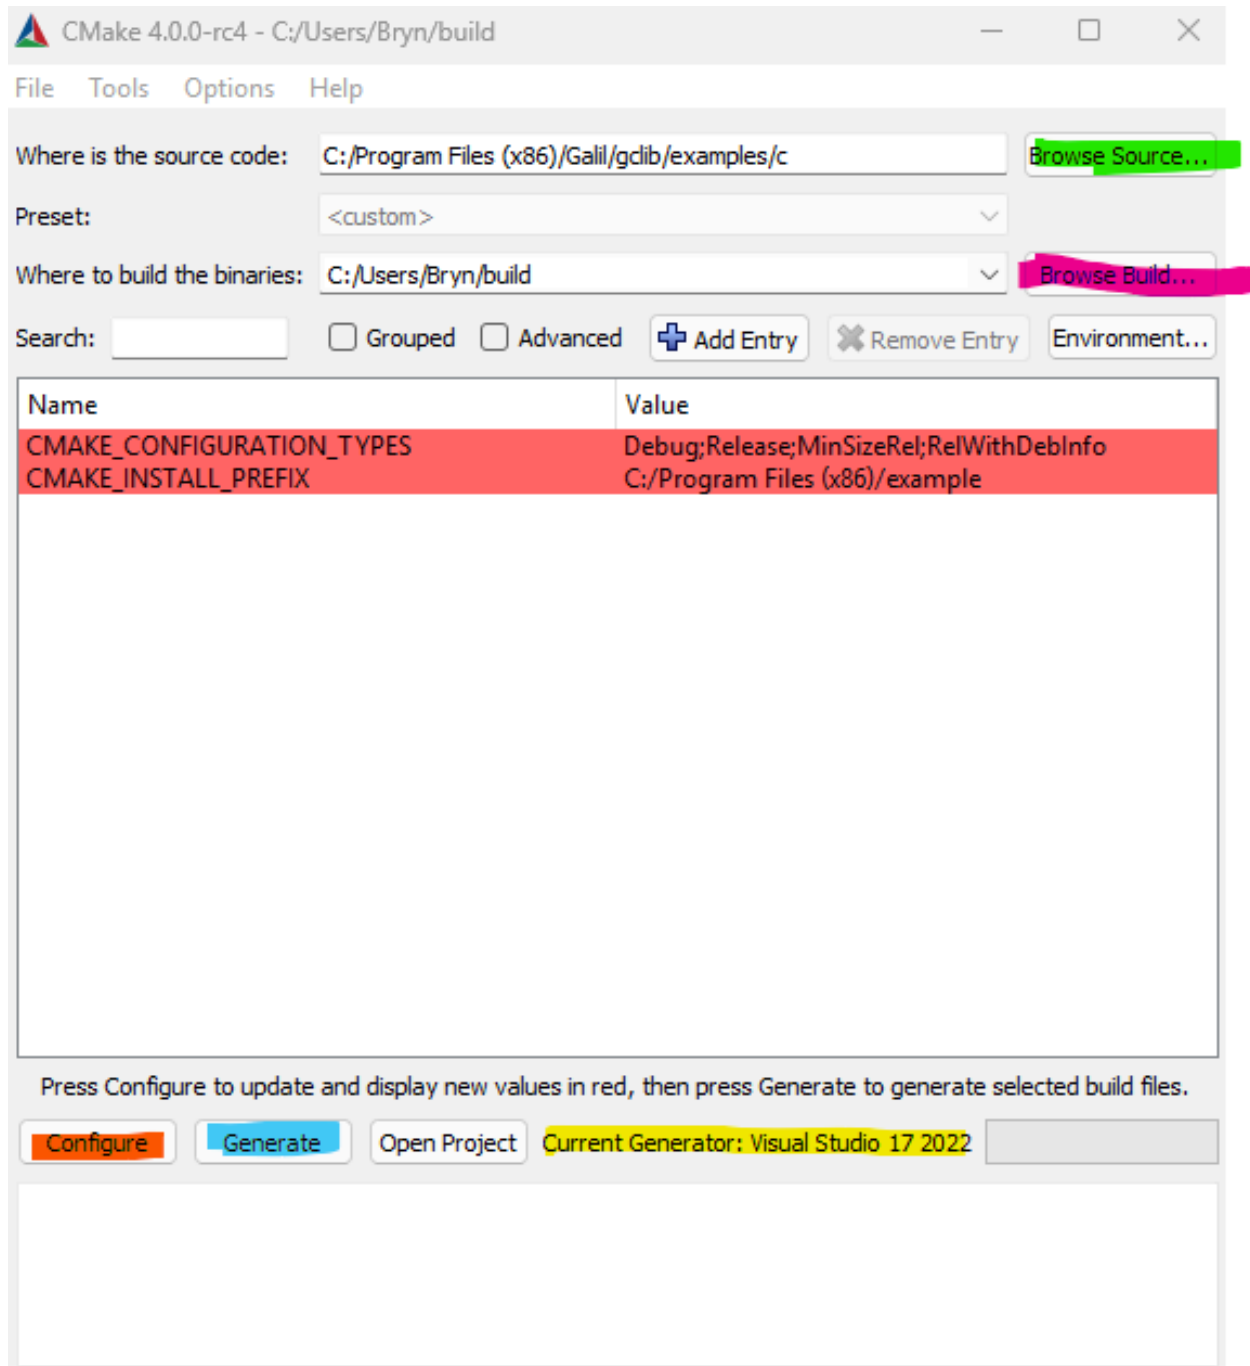 CMake 4.0.0-rc4 - C:/Users/Bryn/build
File Tools Options Help
Where is the source code: C:/Program Files (x86)/Galil/gclib/examples/c Browse Source...
Preset: <custom>
Where to build the binaries: C:/Users/Bryn/build Browse Build...
Search: Grouped Advanced Add Entry Remove Entry Environment...
Name Value
CMAKE_CONFIGURATION_TYPES Debug;Release;MinSizeRel;RelWithDebInfo
CMAKE_INSTALL_PREFIX C:/Program Files (x86)/example
Press Configure to update and display new values in red, then press Generate to generate selected build files.
Configure Generate Open Project Current Generator: Visual Studio 17 2022